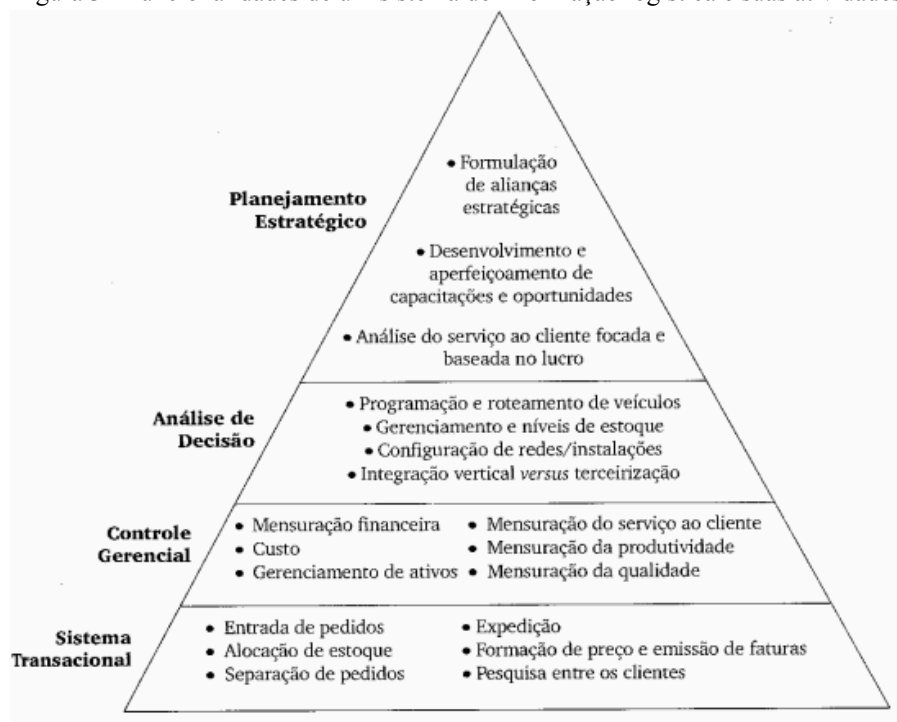 Planejamento
Estratégico
• Formulação
de alianças
estratégicas
• Desenvolvimento e
aperfeiçoamento de
capacitações e oportunidades
• Análise do serviço ao cliente focada e
baseada no lucro
Análise de
Decisão
• Programação e roteamento de veículos
• Gerenciamento e níveis de estoque
• Configuração de redes/instalações
• Integração vertical versus terceirização
Controle
Gerencial
• Mensuração financeira
• Custo
• Gerenciamento de ativos
• Mensuração do serviço ao cliente
• Mensuração da produtividade
• Mensuração da qualidade
Sistema
Transacional
• Entrada de pedidos
• Alocação de estoque
• Separação de pedidos
• Expedição
• Formação de preço e emissão de faturas
• Pesquisa entre os clientes